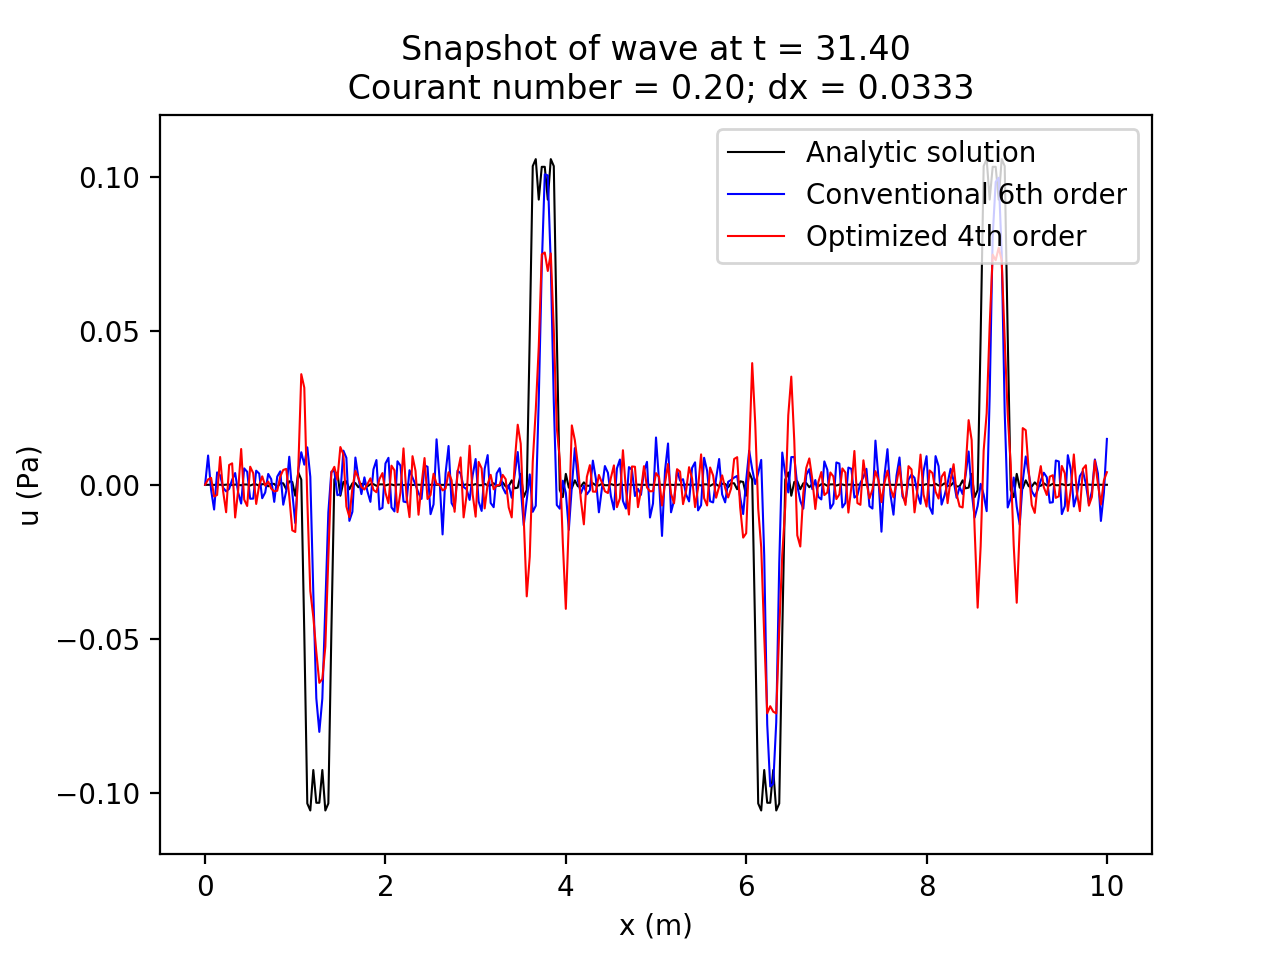 Snapshot of wave at t = 31.40
Courant number = 0.20; dx = 0.0333
Analytic solution
Conventional 6th order
Optimized 4th order
0.10
0.05
0.00
−0.05
−0.10
u (Pa)
0 2 4 6 8 10
x (m)